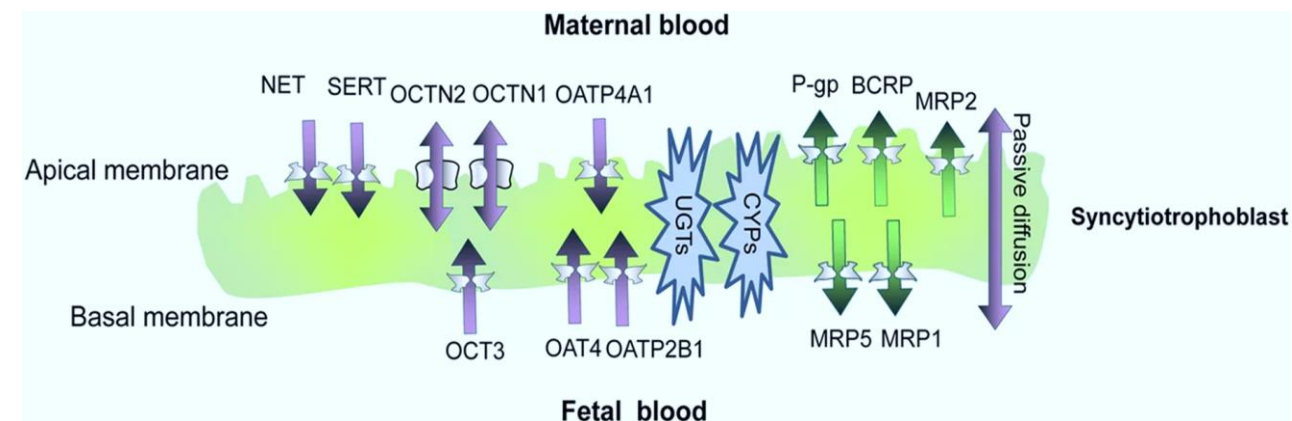 Maternal blood
NET SERT OCTN2 OCTN1 OATP4A1 P-gp BCRP MRP2
Apical membrane
UGTs
CYPs
Passive diffusion
Syncytiotrophoblast
Basal membrane
OCT3 OAT4 OATP2B1 MRP5 MRP1
Fetal blood